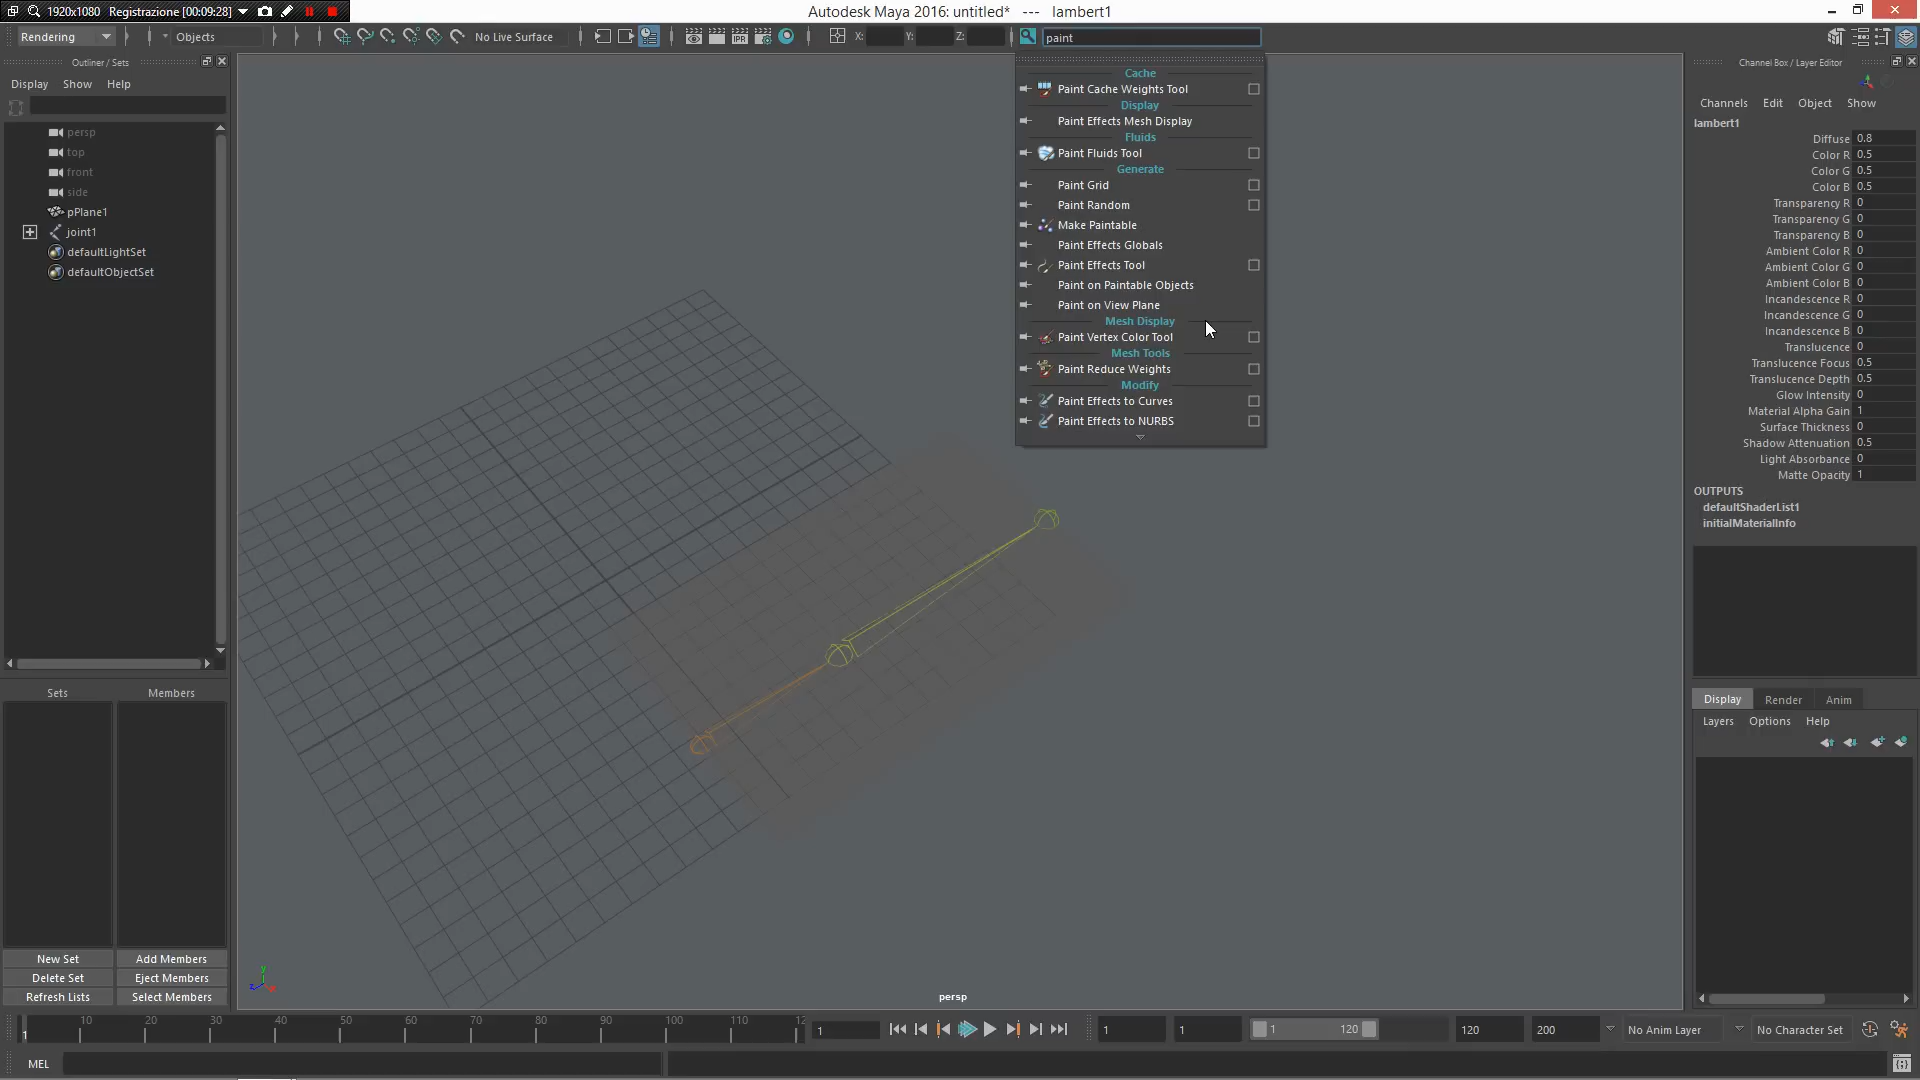 1920x1080 Registrazione [00:09:28]
Autodesk Maya 2016: untitled* --- lambert1
Rendering Objects No Live Surface X: Y: Z: paint
Outliner / Sets
Display Show Help
persp
top
front
side
pPlane1
joint1
defaultLightSet
defaultObjectSet
Sets Members
New Set Add Members
Delete Set Eject Members
Refresh Lists Select Members
Cache
Paint Cache Weights Tool
Display
Paint Effects Mesh Display
Fluids
Paint Fluids Tool
Generate
Paint Grid
Paint Random
Make Paintable
Paint Effects Globals
Paint Effects Tool
Paint on Paintable Objects
Paint on View Plane
Mesh Display
Paint Vertex Color Tool
Mesh Tools
Paint Reduce Weights
Modify
Paint Effects to Curves
Paint Effects to NURBS
y
z x
persp
Channel Box / Layer Editor
Channels Edit Object Show
lambert1
Diffuse 0.8
Color R 0.5
Color G 0.5
Color B 0.5
Transparency R 0
Transparency G 0
Transparency B 0
Ambient Color R 0
Ambient Color G 0
Ambient Color B 0
Incandescence R 0
Incandescence G 0
Incandescence B 0
Translucence 0
Translucence Focus 0.5
Translucence Depth 0.5
Glow Intensity 0
Material Alpha Gain 1
Surface Thickness 0
Shadow Attenuation 0.5
Light Absorbance 0
Matte Opacity 1
OUTPUTS
defaultShaderList1
initialMaterialInfo
Display Render Anim
Layers Options Help
1 10 20 30 40 50 60 70 80 90 100 110 12
1 1 1 1 120 120 200 No Anim Layer No Character Set
MEL